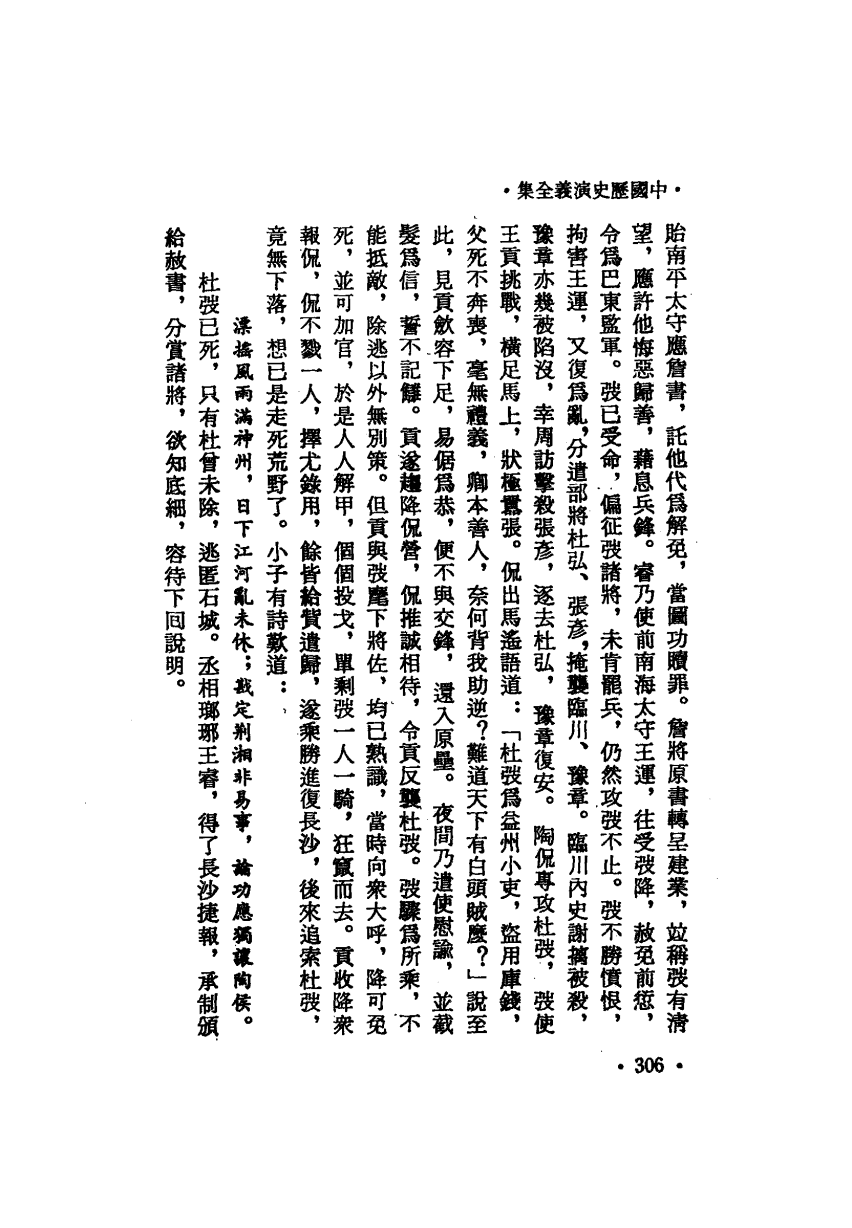 ・中國歷史演義全集・
貽南平太守應詹書，託他代爲解免，當圖功贖罪。詹將原書轉呈建業，竝稱弢有淸
望，應許他悔惡歸善，藉息兵鋒。睿乃使前南海太守王運，往受弢降，赦免前愆，
令爲巴東監軍。弢已受命，偏征弢諸將，未肯罷兵，仍然攻弢不止。弢不勝憤恨，
拘害王運，又復爲亂，分遣部將杜弘、張彥，掩襲臨川、豫章。臨川內史謝摛被殺，
豫章亦幾被陷沒，幸周訪擊殺張彥，逐去杜弘，豫章復安。陶侃專攻杜弢，弢使
王貢挑戰，橫足馬上，狀極囂張。侃出馬遙語道：「杜弢爲益州小吏，盜用庫錢，
父死不奔喪，毫無禮義，卿本善人，奈何背我助逆？難道天下有白頭賊麼？」說至
此，見貢斂容下足，易倨爲恭，便不與交鋒，還入原壘。夜間乃遣使慰諭，並截
髮爲信，誓不記讎。貢遂趨降侃營，侃推誠相待，令貢反襲杜弢。弢驟爲所乘，不
能抵敵，除逃以外無別策。但貢與弢麾下將佐，均已熟識，當時向衆大呼，降可免
死，並可加官，於是人人解甲，個個投戈，單剩弢一人一騎，狂竄而去。貢收降衆
報侃，侃不戮一人，擇尤錄用，餘皆給貲遣歸，遂乘勝進復長沙，後來追索杜弢，
竟無下落，想已是走死荒野了。小子有詩歎道：
漂搖風雨滿神州，日下江河亂未休；戡定荊湘非易事，論功應獨讓陶侯。
杜弢已死，只有杜曾未除，逃匿石城。丞相瑯琊王睿，得了長沙捷報，承制頒
給赦書，分賞諸將，欲知底細，容待下回說明。
・306・